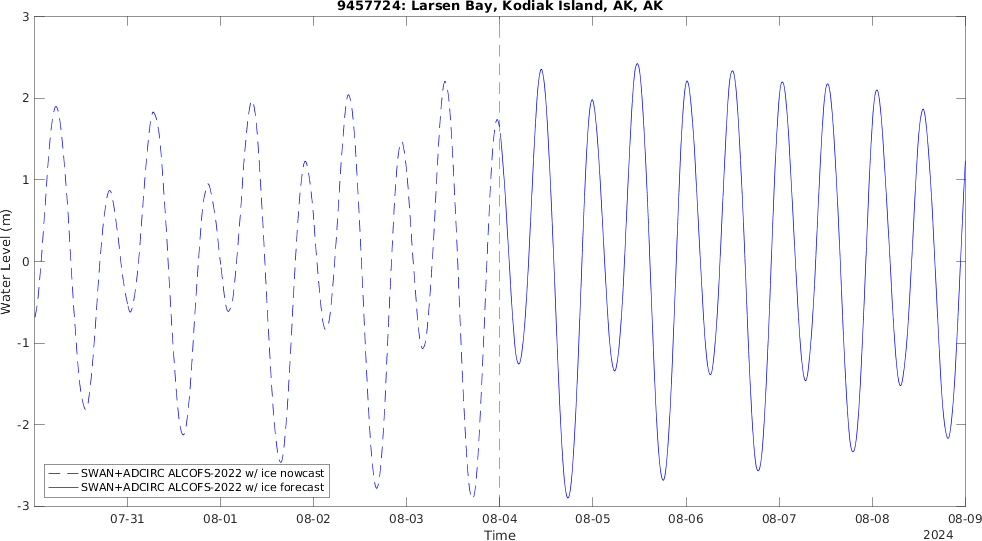 9457724: Larsen Bay, Kodiak Island, AK, AK
3
2
1
0
-1
-2
-3
Water Level (m)
SWAN+ADCIRC ALCOFS-2022 w/ ice nowcast
SWAN+ADCIRC ALCOFS-2022 w/ ice forecast
07-31 08-01 08-02 08-03 08-04 08-05 08-06 08-07 08-08 08-09
Time
2024